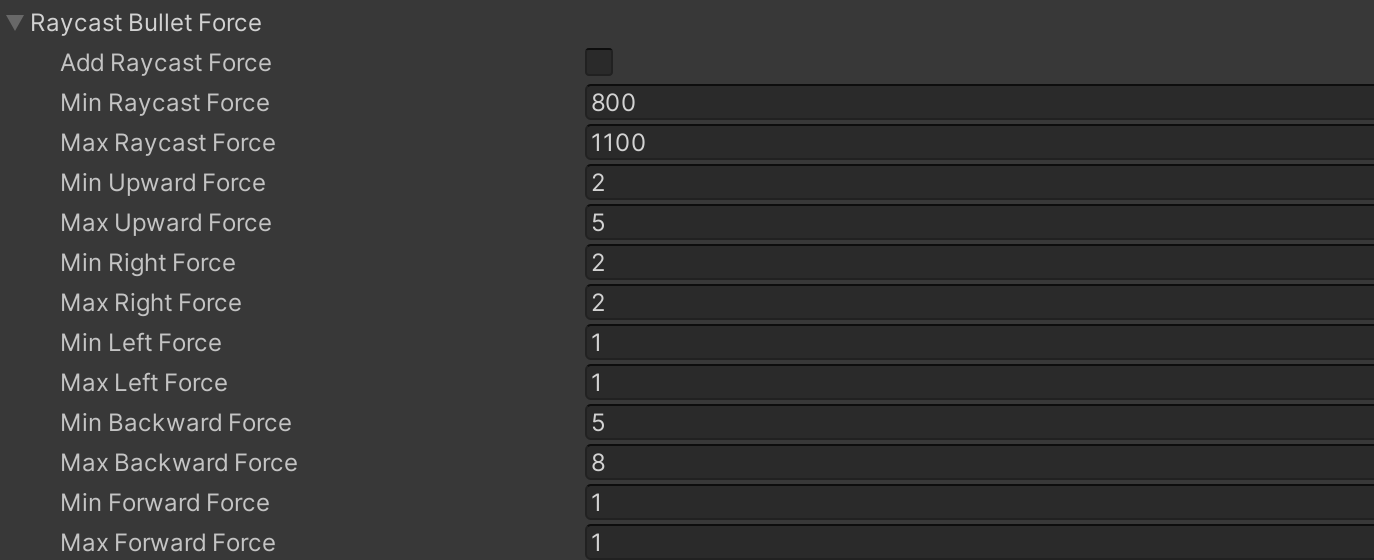 Raycast Bullet Force
Add Raycast Force
Min Raycast Force 800
Max Raycast Force 1100
Min Upward Force 2
Max Upward Force 5
Min Right Force 2
Max Right Force 2
Min Left Force 1
Max Left Force 1
Min Backward Force 5
Max Backward Force 8
Min Forward Force 1
Max Forward Force 1